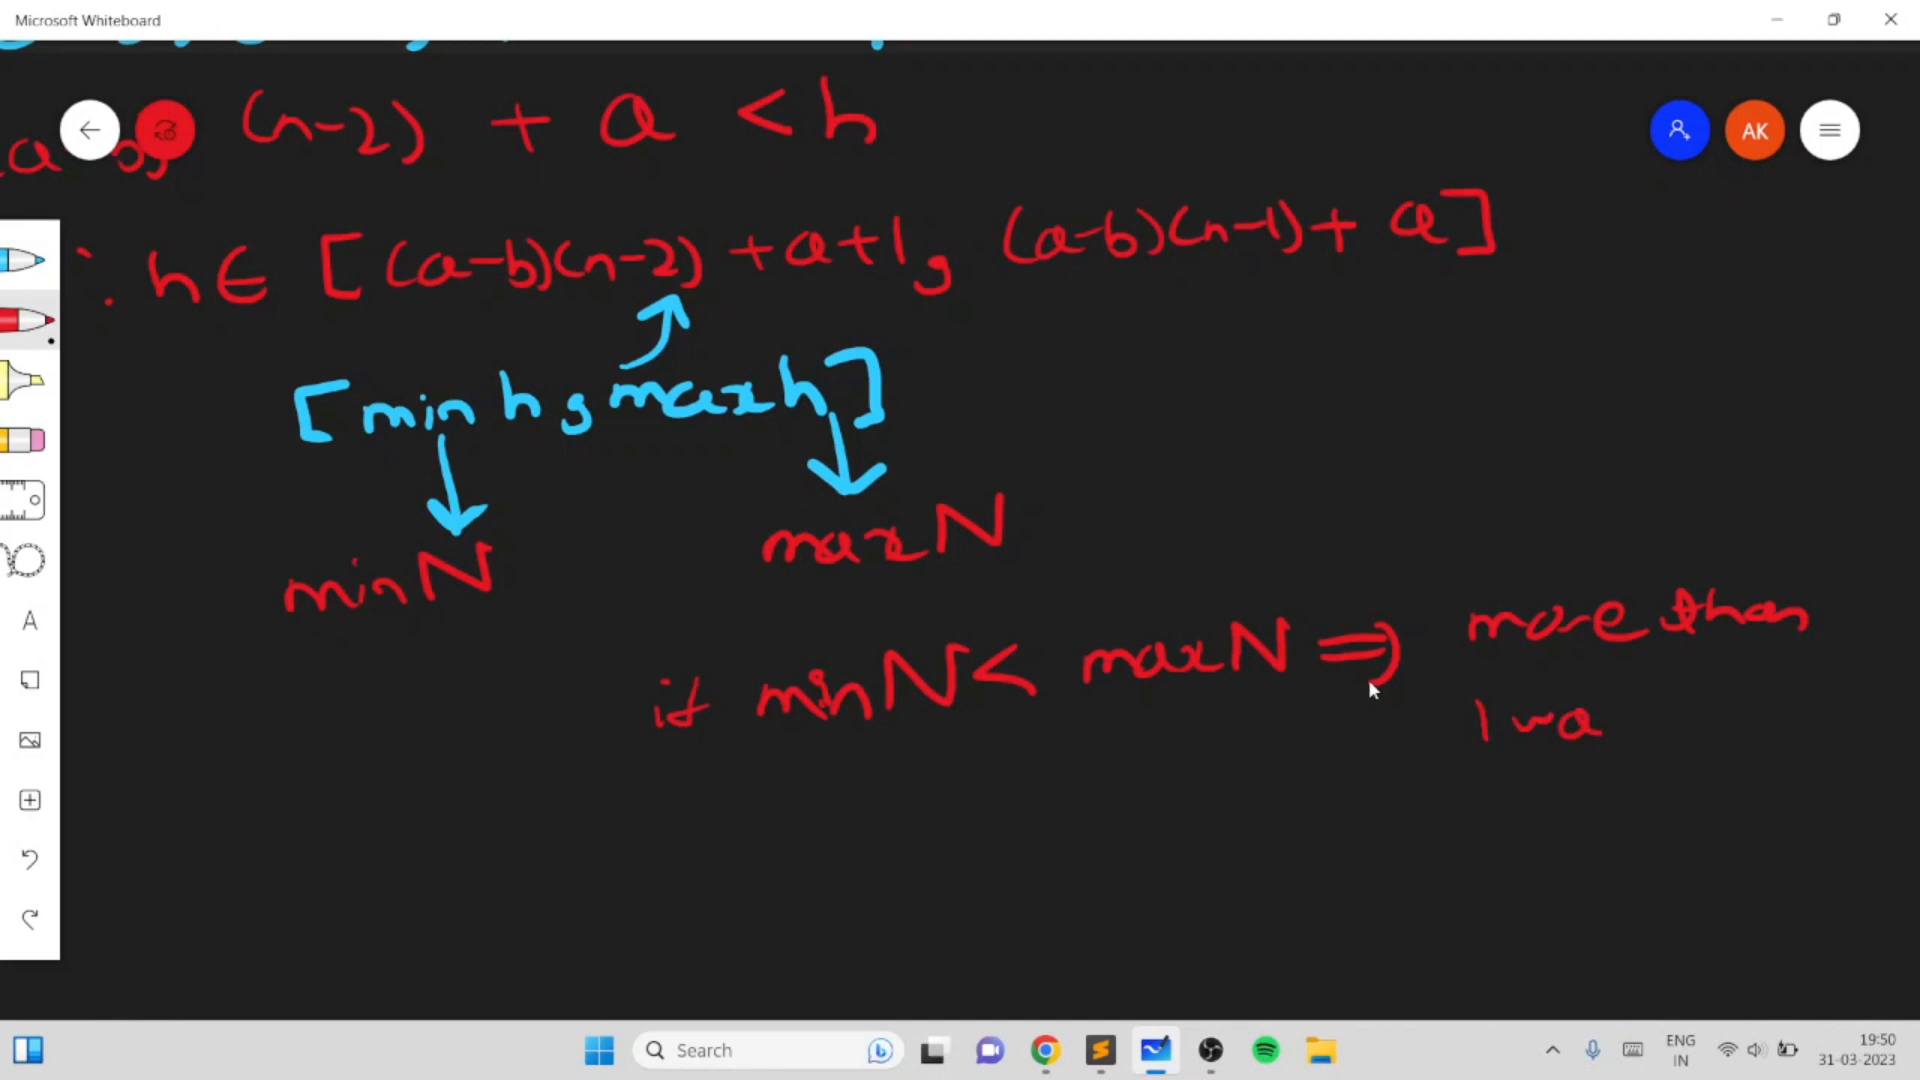 Microsoft Whiteboard
(n-2) + a < h
AK
∴ h∈ [(a-b)(n-2) +a+1, (a-b)(n-1)+ a]
[min h, max h]
min N
max N
if min N < max N ⇒ more than
1 va
A
Search
ENG
IN
19:50
31-03-2023